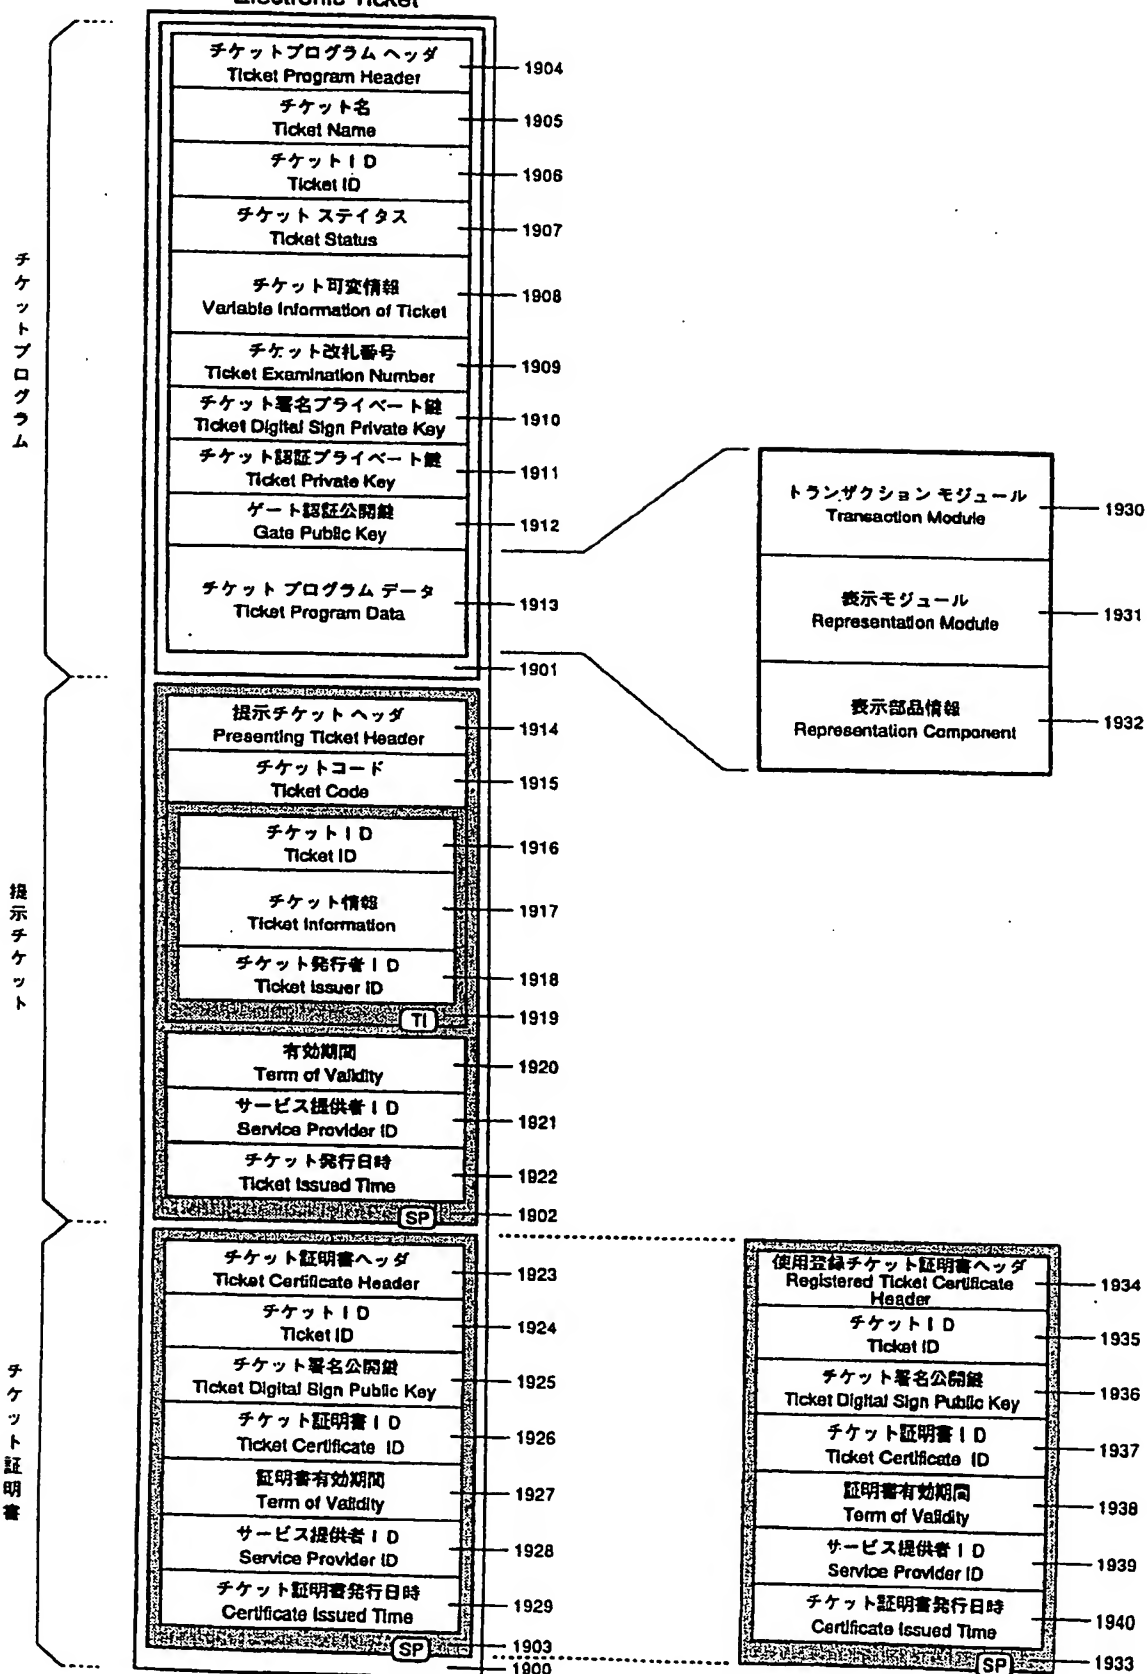 Electronic Ticket
チケットプログラム
チケットプログラム ヘッダ
Ticket Program Header
1904
チケット名
Ticket Name
1905
チケットID
Ticket ID
1906
チケット ステイタス
Ticket Status
1907
チケット可変情報
Variable Information of Ticket
1908
チケット改札番号
Ticket Examination Number
1909
チケット署名プライベート鍵
Ticket Digital Sign Private Key
1910
チケット認証プライベート鍵
Ticket Private Key
1911
ゲート認証公開鍵
Gate Public Key
1912
チケット プログラム データ
Ticket Program Data
1913
1901
トランザクション モジュール
Transaction Module
1930
表示モジュール
Representation Module
1931
表示部品情報
Representation Component
1932
提示チケット
提示チケット ヘッダ
Presenting Ticket Header
1914
チケットコード
Ticket Code
1915
チケットID
Ticket ID
1916
チケット情報
Ticket Information
1917
チケット発行者ID
Ticket Issuer ID
1918
TI
1919
有効期間
Term of Validity
1920
サービス提供者ID
Service Provider ID
1921
チケット発行日時
Ticket Issued Time
1922
SP
1902
チケット証明書
チケット証明書ヘッダ
Ticket Certificate Header
1923
チケットID
Ticket ID
1924
チケット署名公開鍵
Ticket Digital Sign Public Key
1925
チケット証明書ID
Ticket Certificate ID
1926
証明書有効期間
Term of Validity
1927
サービス提供者ID
Service Provider ID
1928
チケット証明書発行日時
Certificate Issued Time
1929
SP
1903
1900
使用登録チケット証明書ヘッダ
Registered Ticket Certificate
Header
1934
チケットID
Ticket ID
1935
チケット署名公開鍵
Ticket Digital Sign Public Key
1936
チケット証明書ID
Ticket Certificate ID
1937
証明書有効期間
Term of Validity
1938
サービス提供者ID
Service Provider ID
1939
チケット証明書発行日時
Certificate Issued Time
1940
SP
1933